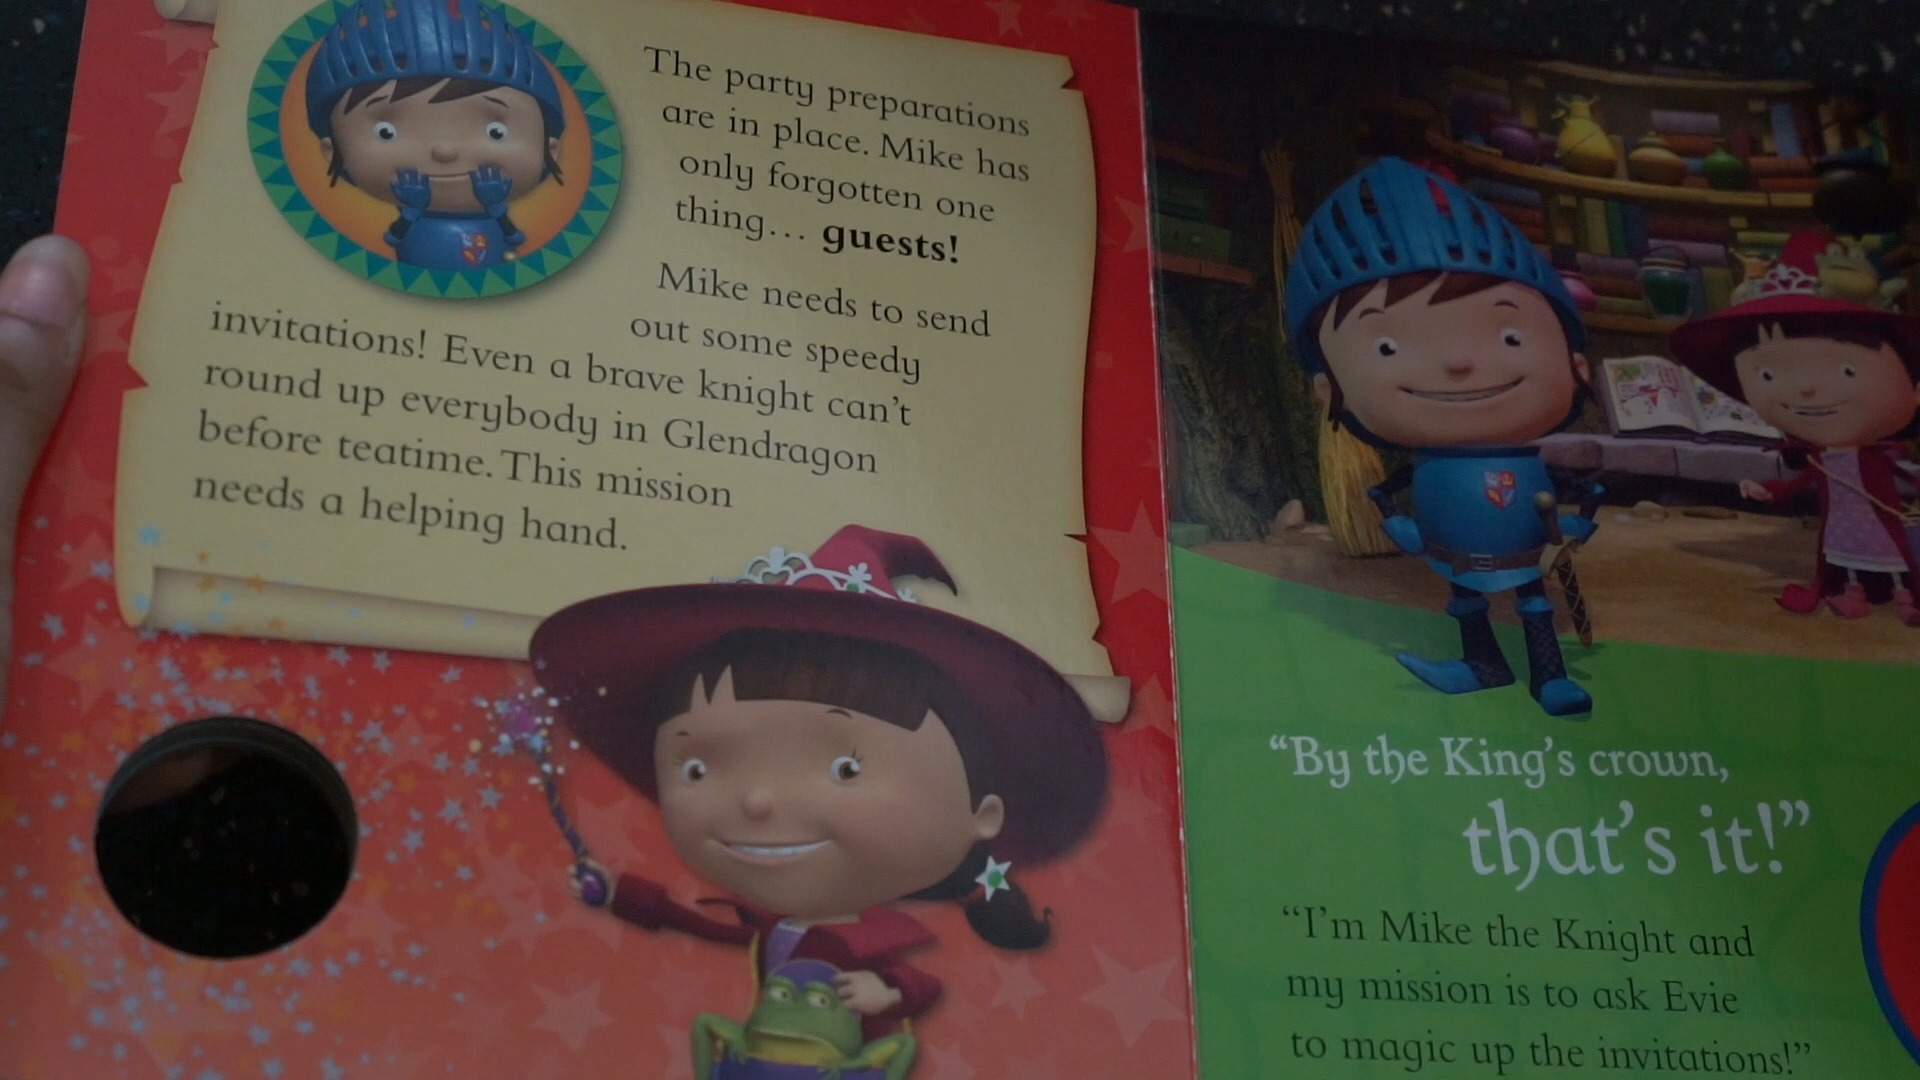 The party preparations
are in place. Mike has
only forgotten one
thing... guests!
Mike needs to send
out some speedy
invitations! Even a brave knight can't
round up everybody in Glendragon
before teatime. This mission
needs a helping hand.
“By the King's crown,
that's it!”
“I'm Mike the Knight and
my mission is to ask Evie
to magic up the invitations!”